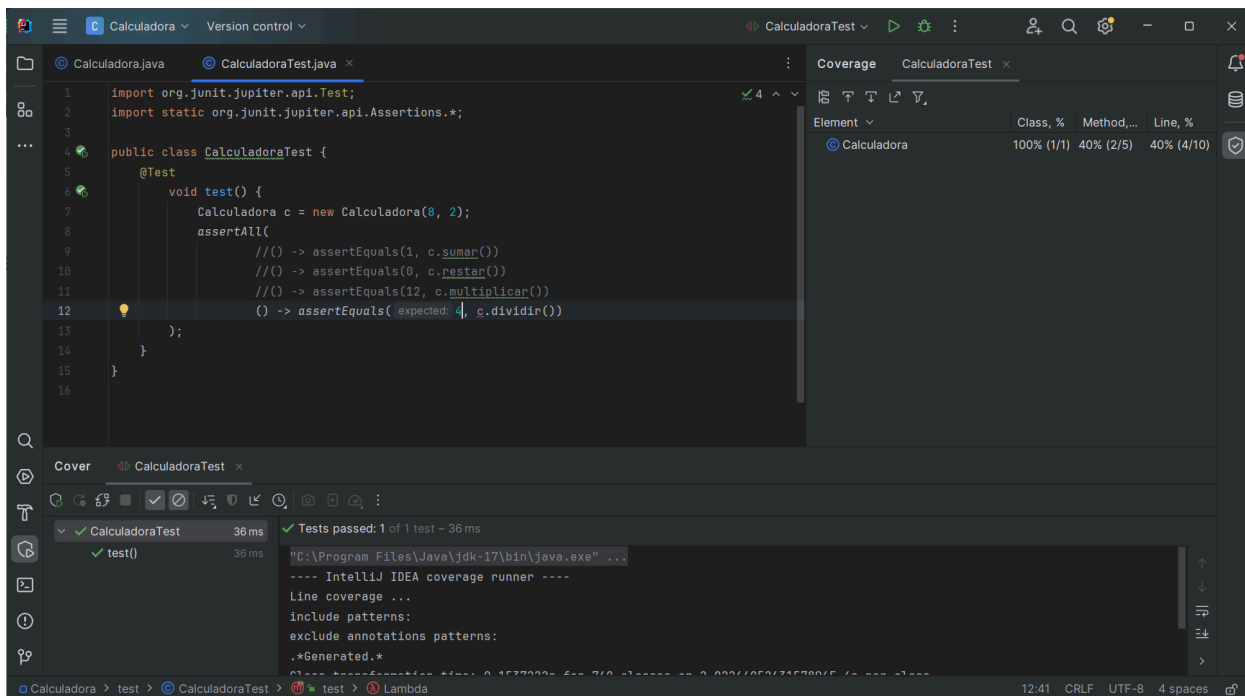 C Calculadora Version control CalculadoraTest
Calculadora.java CalculadoraTest.java
Coverage CalculadoraTest
1 import org.junit.jupiter.api.Test; 4
2 import static org.junit.jupiter.api.Assertions.*;
3
4 public class CalculadoraTest {
5 @Test
6 void test() {
7 Calculadora c = new Calculadora(8, 2);
8 assertAll(
9 //() -> assertEquals(1, c.sumar())
10 //() -> assertEquals(0, c.restar())
11 //() -> assertEquals(12, c.multiplicar())
12 () -> assertEquals( expected: 4, c.dividir())
13 );
14 }
15 }
16
Element Class, % Method,... Line, %
Calculadora 100% (1/1) 40% (2/5) 40% (4/10)
Cover CalculadoraTest
CalculadoraTest 36 ms
test() 36 ms
Tests passed: 1 of 1 test – 36 ms
"C:\Program Files\Java\jdk-17\bin\java.exe" ...
---- IntelliJ IDEA coverage runner ----
Line coverage ...
include patterns:
exclude annotations patterns:
.*Generated.*
Calculadora > test > CalculadoraTest > test > Lambda
12:41 CRLF UTF-8 4 spaces